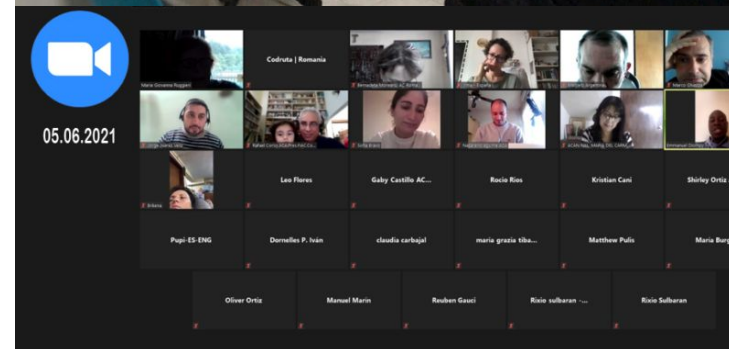 Codruta | Romania
05.06.2021
Leo Flores
Gaby Castillo AC...
Rocio Rios
Kristian Cani
Shirley Ortiz
Pupi-ES-ENG
Dornelles P. Iván
claudia carbajal
maria grazia tiba...
Matthew Pulis
Maria Burg
Oliver Ortiz
Manuel Marin
Reuben Gauci
Rixio sulbaran -...
Rixio Sulbaran